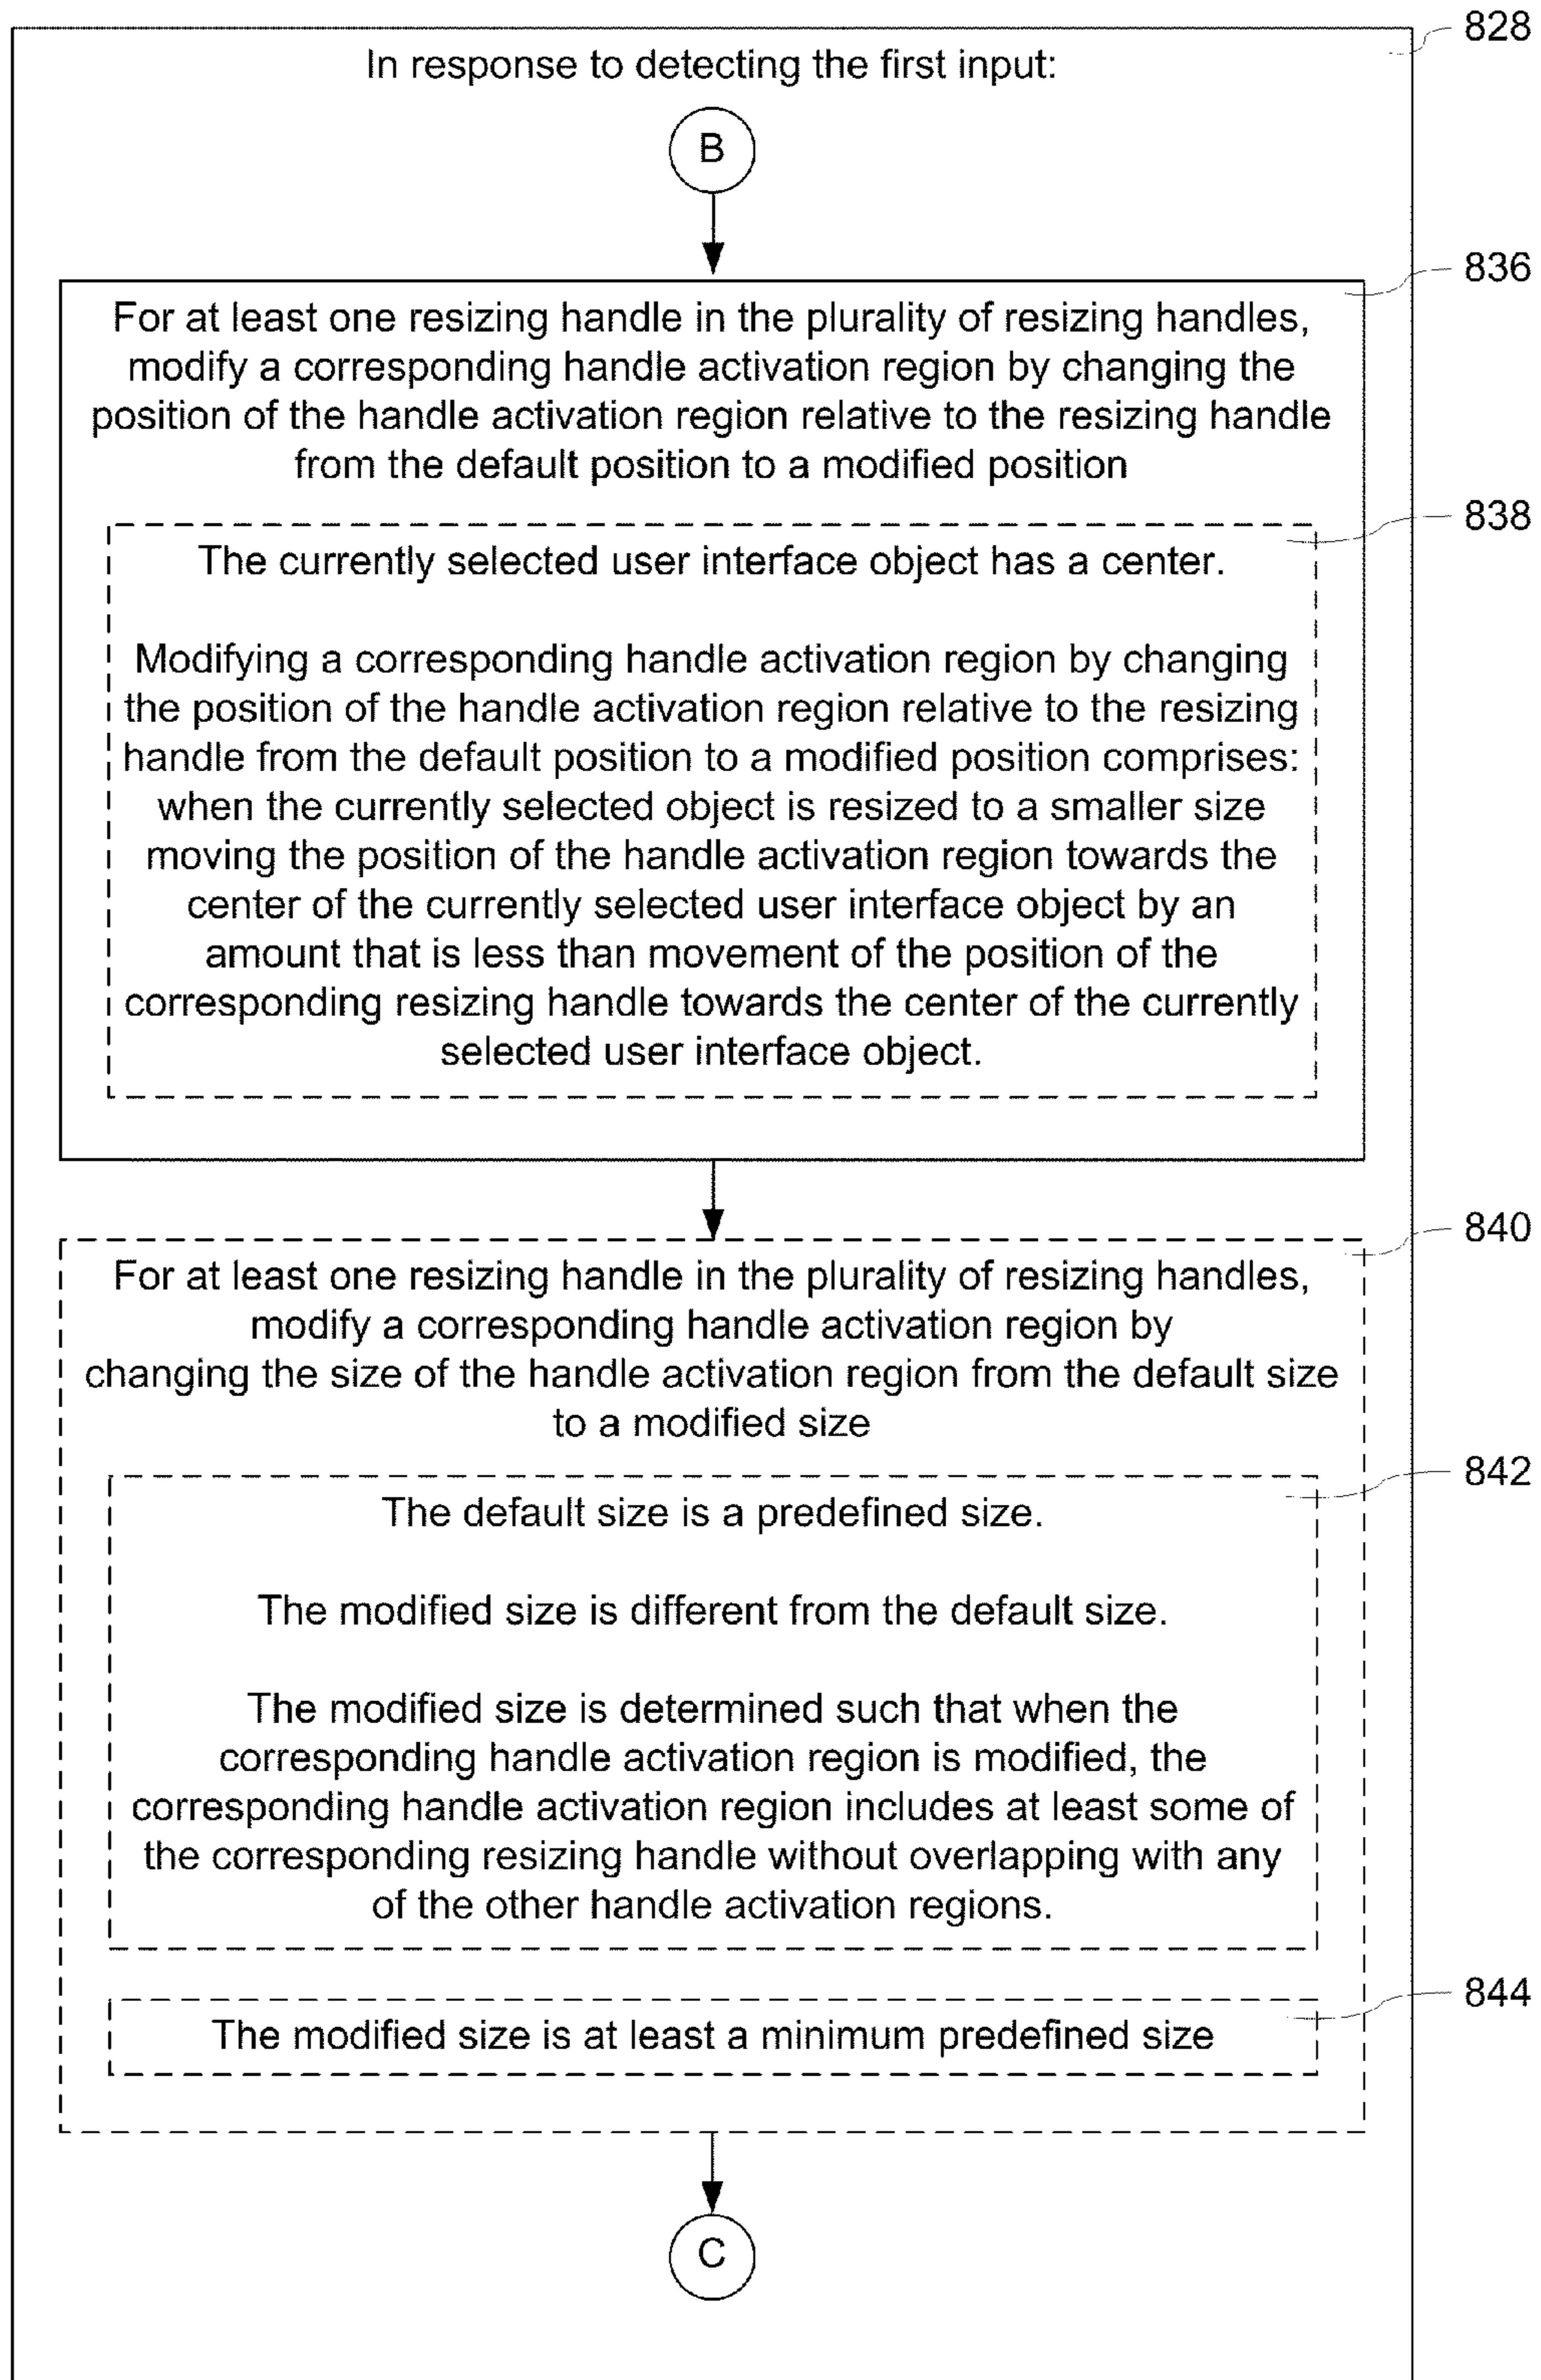 828
In response to detecting the first input:
B
836
For at least one resizing handle in the plurality of resizing handles,
modify a corresponding handle activation region by changing the
position of the handle activation region relative to the resizing handle
from the default position to a modified position
838
The currently selected user interface object has a center.
Modifying a corresponding handle activation region by changing
the position of the handle activation region relative to the resizing
handle from the default position to a modified position comprises:
when the currently selected object is resized to a smaller size
moving the position of the handle activation region towards the
center of the currently selected user interface object by an
amount that is less than movement of the position of the
corresponding resizing handle towards the center of the currently
selected user interface object.
840
For at least one resizing handle in the plurality of resizing handles,
modify a corresponding handle activation region by
changing the size of the handle activation region from the default size
to a modified size
842
The default size is a predefined size.
The modified size is different from the default size.
The modified size is determined such that when the
corresponding handle activation region is modified, the
corresponding handle activation region includes at least some of
the corresponding resizing handle without overlapping with any
of the other handle activation regions.
844
The modified size is at least a minimum predefined size
C